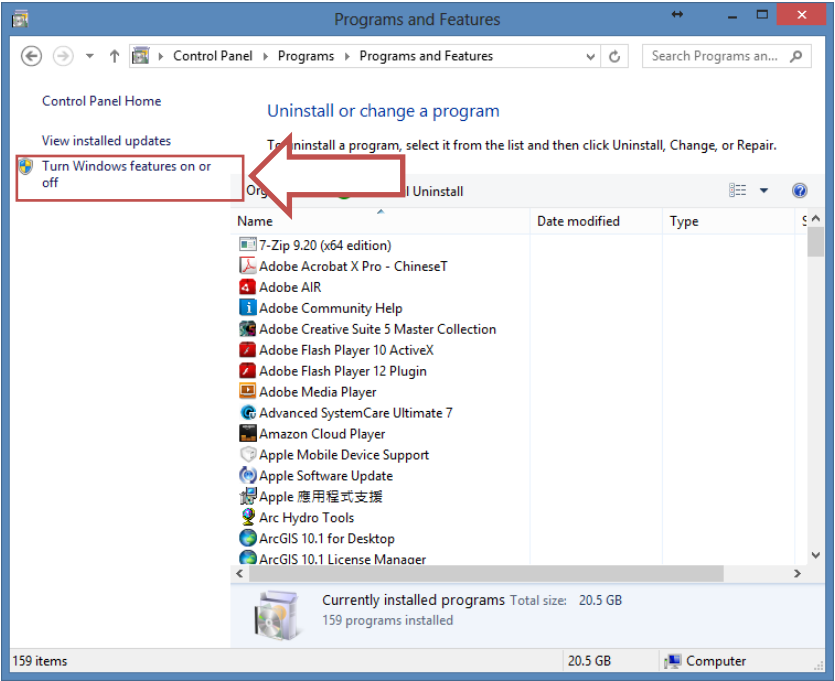 Programs and Features
Control Panel Programs Programs and Features
Search Programs an...
Control Panel Home
View installed updates
Turn Windows features on or
off
Uninstall or change a program
To uninstall a program, select it from the list and then click Uninstall, Change, or Repair.
Uninstall
Name Date modified Type
7-Zip 9.20 (x64 edition)
Adobe Acrobat X Pro - ChineseT
Adobe AIR
Adobe Community Help
Adobe Creative Suite 5 Master Collection
Adobe Flash Player 10 ActiveX
Adobe Flash Player 12 Plugin
Adobe Media Player
Advanced SystemCare Ultimate 7
Amazon Cloud Player
Apple Mobile Device Support
Apple Software Update
Apple 應用程式支援
Arc Hydro Tools
ArcGIS 10.1 for Desktop
ArcGIS 10.1 License Manager
Currently installed programs Total size: 20.5 GB
159 programs installed
159 items 20.5 GB Computer